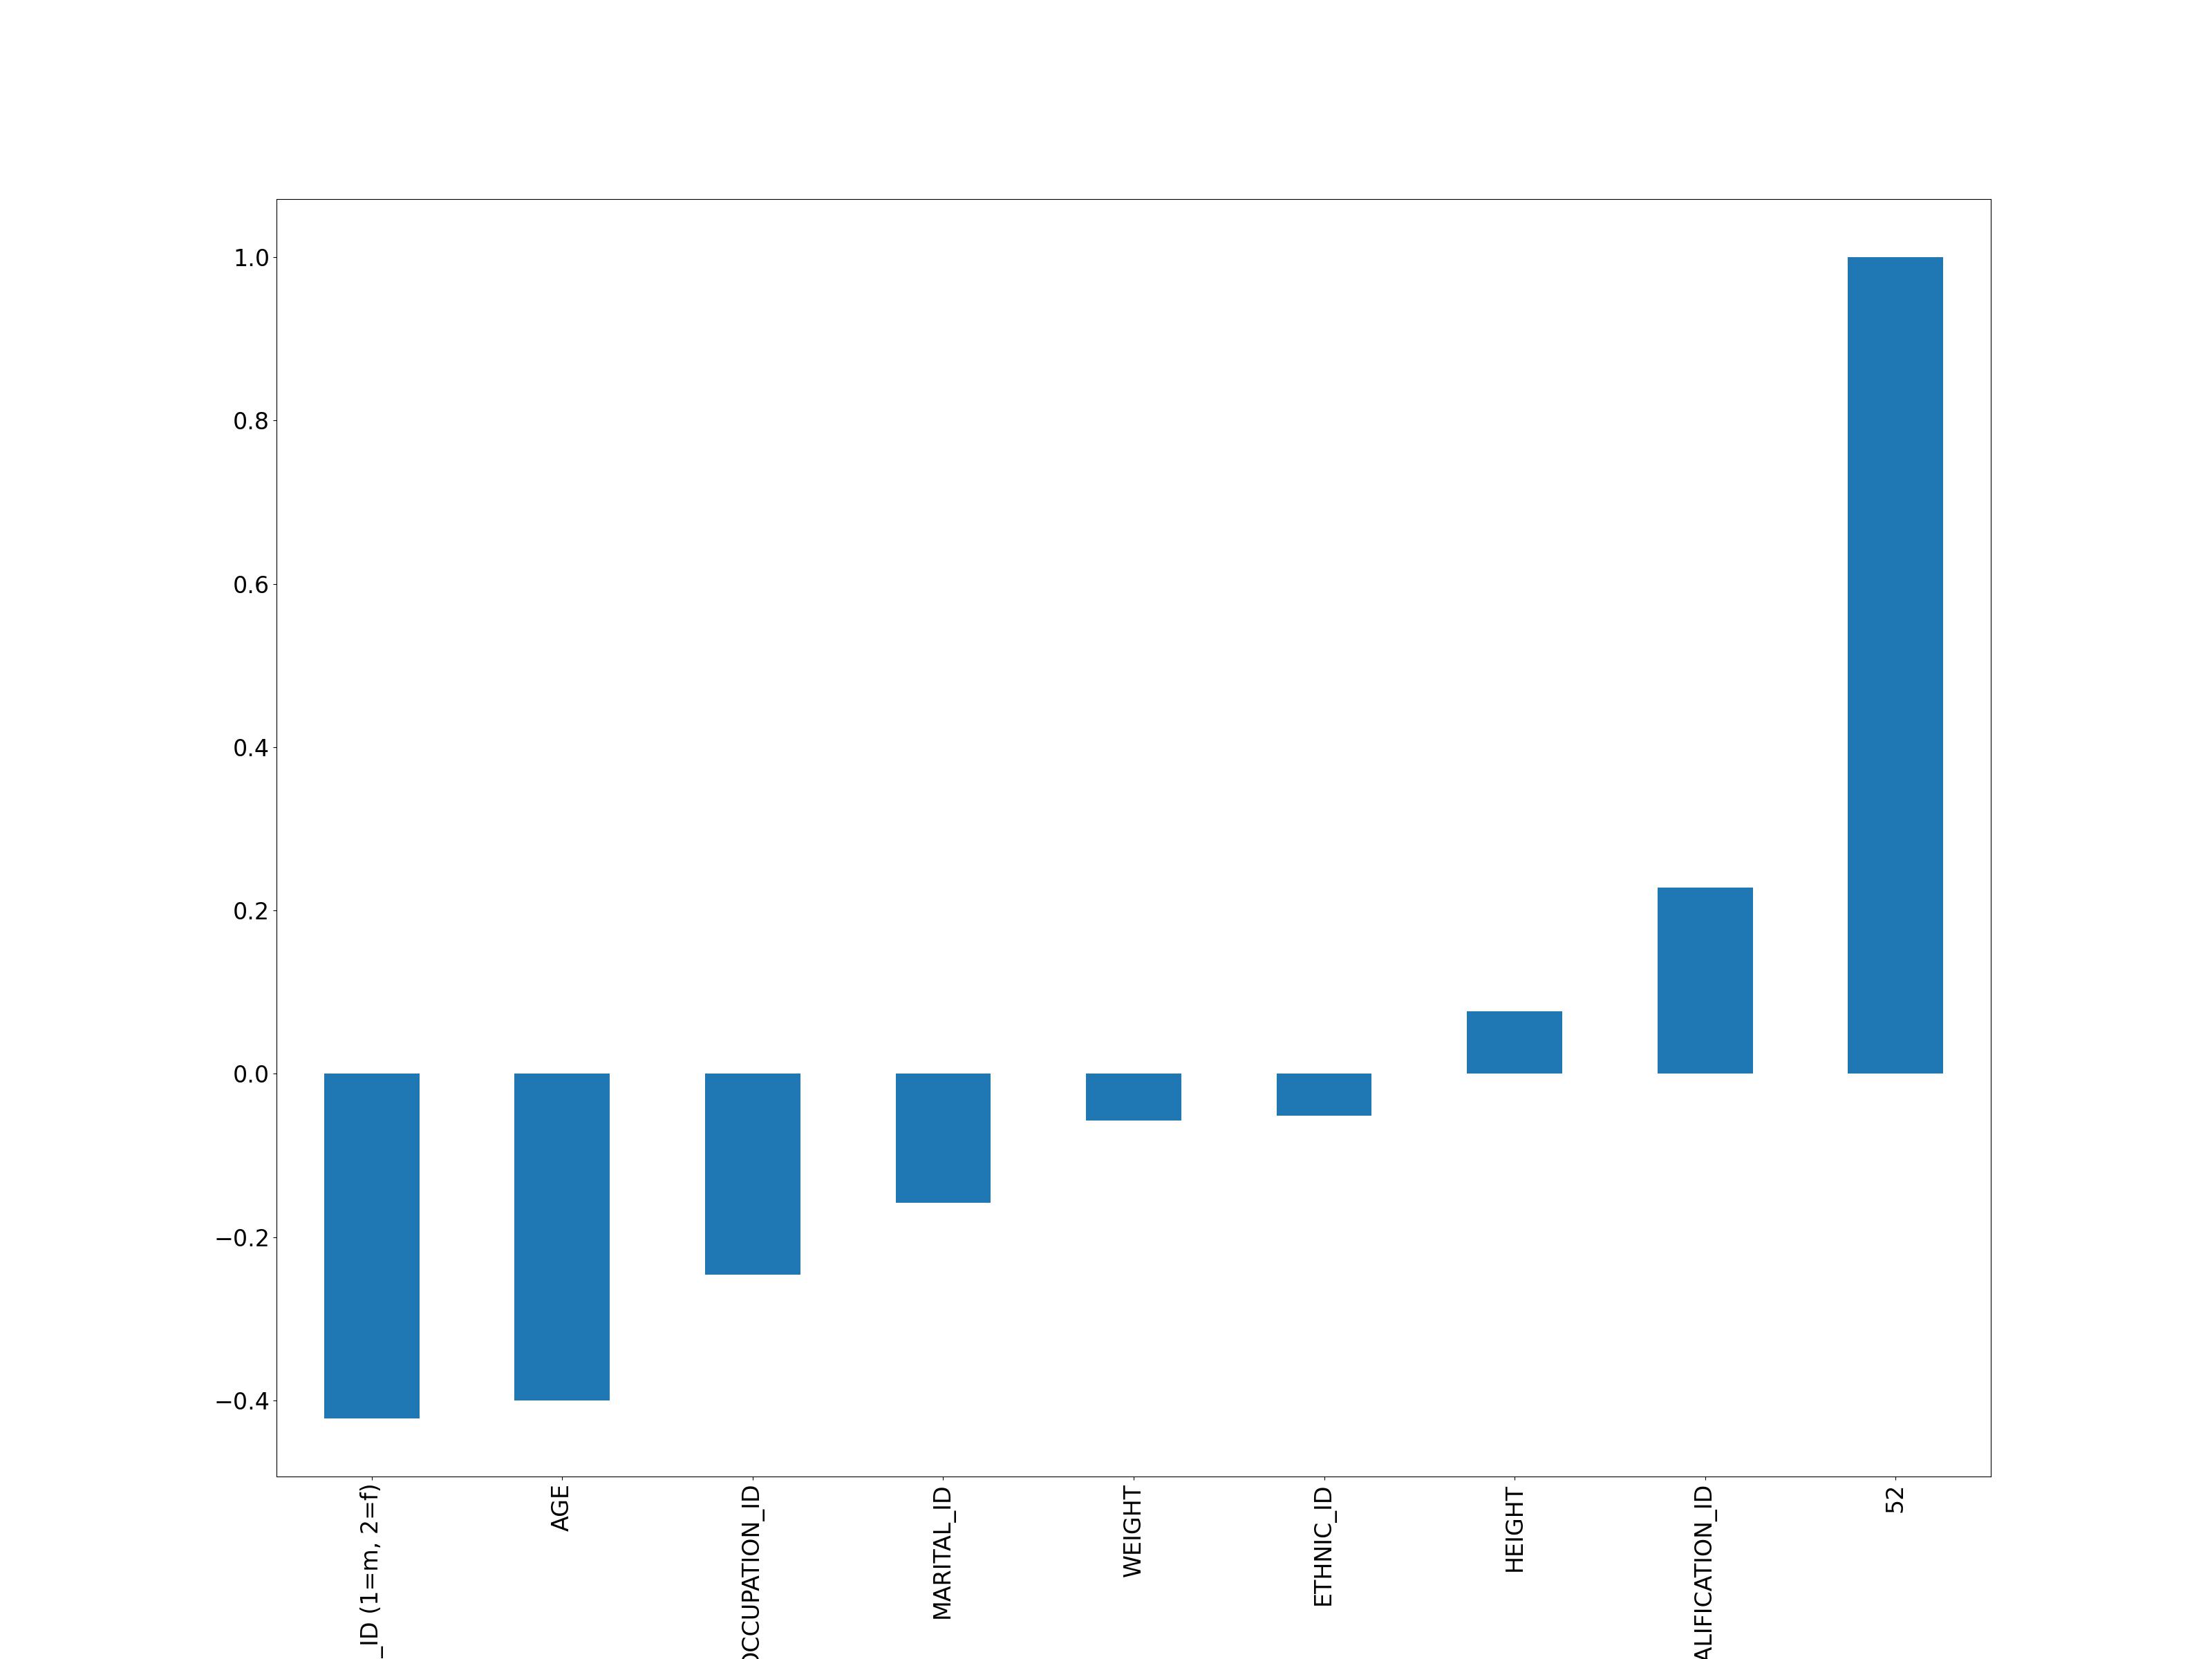 1.0
0.8
0.6
0.4
0.2
0.0
−0.2
−0.4
_ID (1=m, 2=f)
AGE
OCCUPATION_ID
MARITAL_ID
WEIGHT
ETHNIC_ID
HEIGHT
ALIFICATION_ID
52